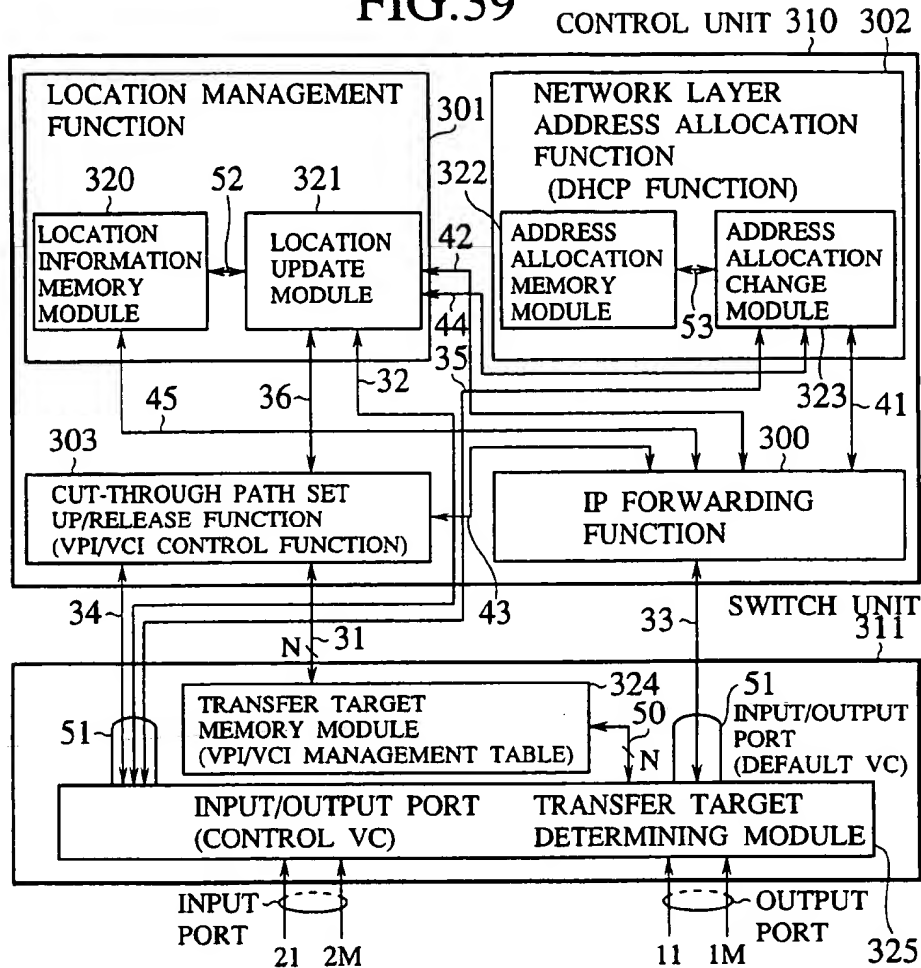 FIG.39
CONTROL UNIT 310 302
LOCATION MANAGEMENT
FUNCTION
301
NETWORK LAYER
ADDRESS ALLOCATION
FUNCTION
(DHCP FUNCTION)
320
52
321
322
LOCATION
INFORMATION
MEMORY
MODULE
LOCATION
UPDATE
MODULE
42
44
ADDRESS
ALLOCATION
MEMORY
MODULE
53
ADDRESS
ALLOCATION
CHANGE
MODULE
45
36
32
35
323
41
303
300
CUT-THROUGH PATH SET
UP/RELEASE FUNCTION
(VPI/VCI CONTROL FUNCTION)
IP FORWARDING
FUNCTION
34
N
31
43
33
SWITCH UNIT
311
51
TRANSFER TARGET
MEMORY MODULE
(VPI/VCI MANAGEMENT TABLE)
324
50
N
51
INPUT/OUTPUT
PORT
(DEFAULT VC)
INPUT/OUTPUT PORT
(CONTROL VC)
TRANSFER TARGET
DETERMINING MODULE
INPUT
PORT
OUTPUT
PORT
21
2M
11
1M
325